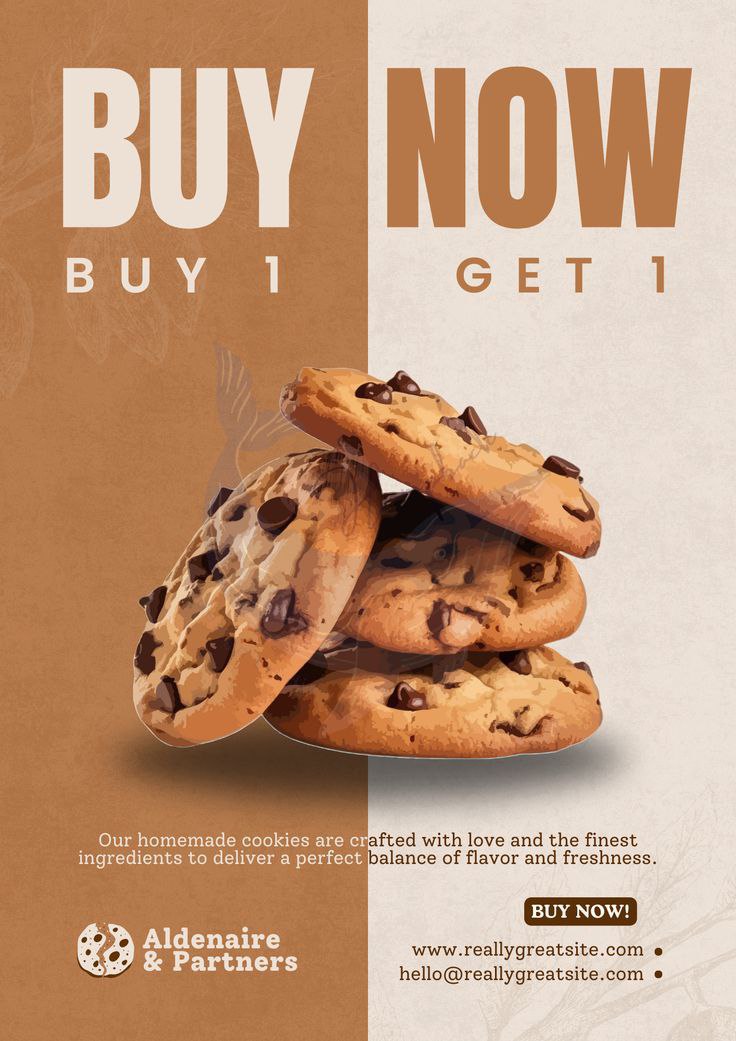 BUY NOW
BUY 1 GET 1
Our homemade cookies are crafted with love and the finest
ingredients to deliver a perfect balance of flavor and freshness.
BUY NOW!
Aldenaire
& Partners
www.reallygreatsite.com
hello@reallygreatsite.com